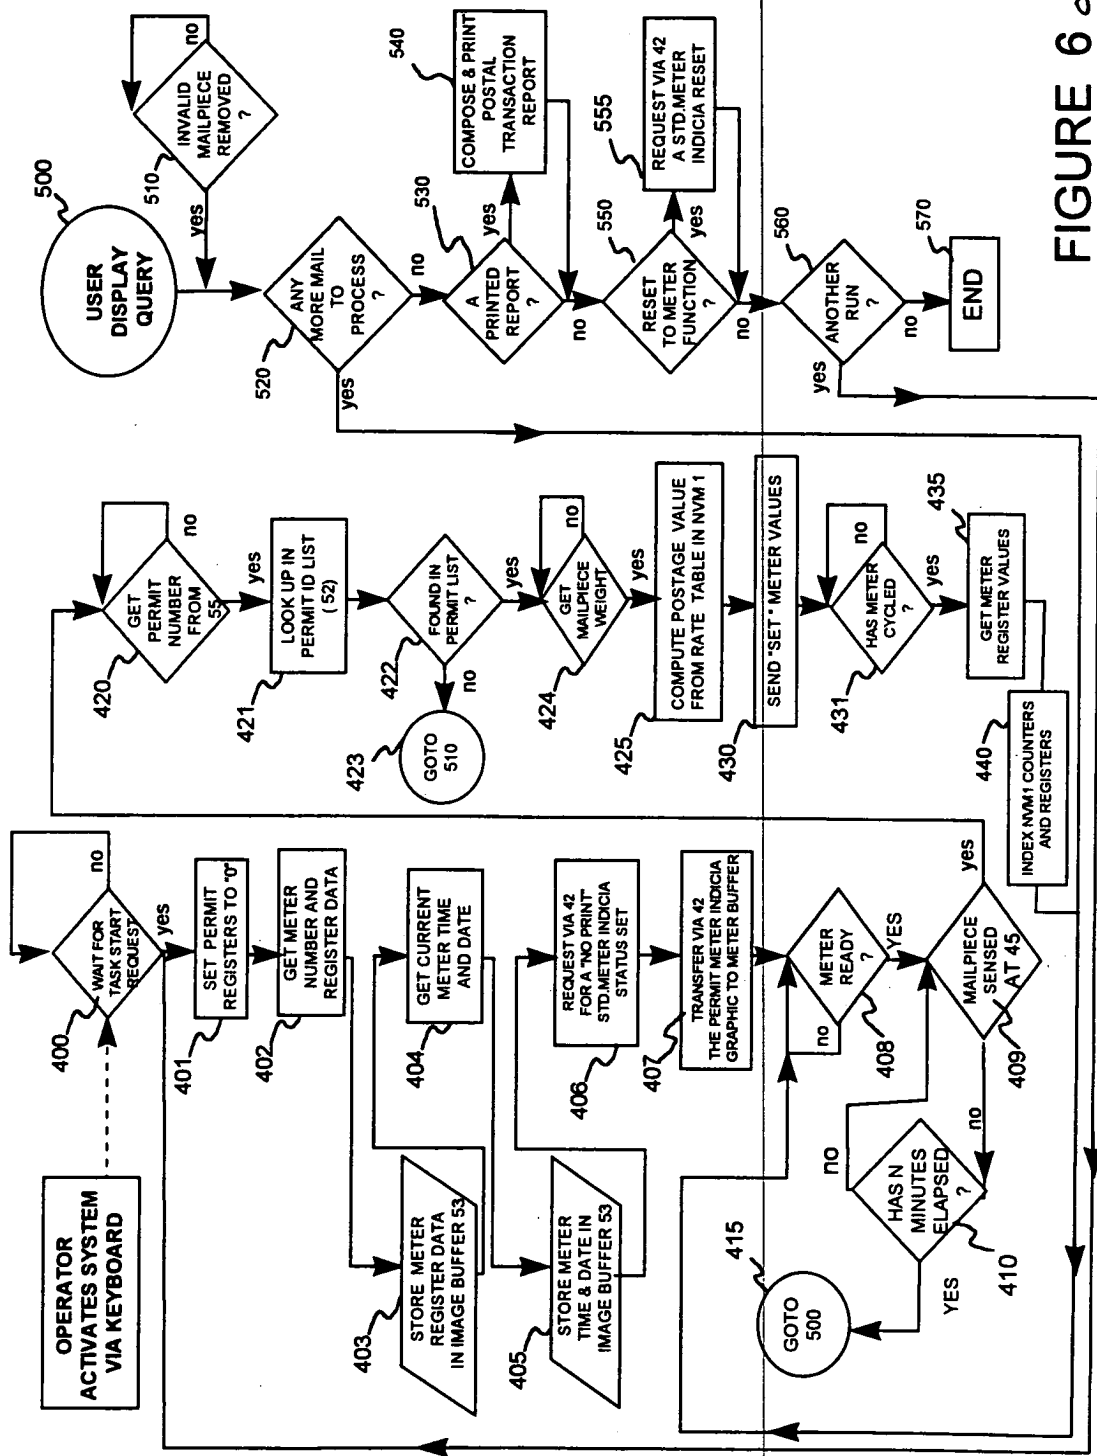 OPERATOR
ACTIVATES SYSTEM
VIA KEYBOARD
WAIT FOR
TASK START
REQUEST
no
yes
400
SET PERMIT
REGISTERS TO "0"
401
GET METER
NUMBER AND
REGISTER DATA
402
STORE METER
REGISTER DATA
IN IMAGE BUFFER 53
403
GET CURRENT
METER TIME
AND DATE
404
STORE METER
TIME & DATE IN
IMAGE BUFFER 53
405
REQUEST VIA 42
FOR A "NO PRINT"
STD.METER INDICIA
STATUS SET
406
TRANSFER VIA 42
THE PERMIT METER INDICIA
GRAPHIC TO METER BUFFER
407
METER
READY
?
no
YES
408
MAILPIECE
SENSED
AT 45
yes
no
409
HAS N
MINUTES
ELAPSED
?
no
YES
410
GOTO
500
415
GET
PERMIT
NUMBER
FROM
55
no
yes
420
LOOK UP IN
PERMIT ID LIST
( 52)
421
FOUND IN
PERMIT LIST
?
yes
no
422
GOTO
510
423
GET
MAILPIECE
WEIGHT
no
yes
424
COMPUTE POSTAGE VALUE
FROM RATE TABLE IN NVM 1
425
SEND "SET" METER VALUES
430
HAS METER
CYCLED
?
no
yes
431
GET METER
REGISTER VALUES
435
INDEX NVM1 COUNTERS
AND REGISTERS
440
USER
DISPLAY
QUERY
500
INVALID
MAILPIECE
REMOVED
?
no
yes
510
ANY
MORE MAIL
TO
PROCESS
?
yes
no
520
A
PRINTED
REPORT
?
yes
no
530
COMPOSE & PRINT
POSTAL
TRANSACTION
REPORT
540
RESET
TO METER
FUNCTION
?
yes
no
550
REQUEST VIA 42
A STD.METER
INDICIA RESET
555
ANOTHER
RUN
?
yes
no
560
END
570
FIGURE 6